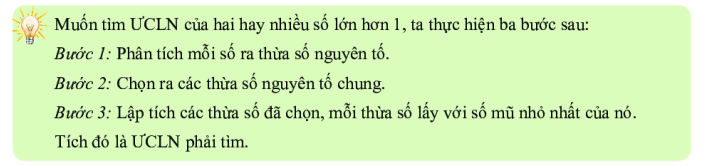 Muốn tìm ƯCLN của hai hay nhiều số lớn hơn 1, ta thực hiện ba bước sau:
Bước 1: Phân tích mỗi số ra thừa số nguyên tố.
Bước 2: Chọn ra các thừa số nguyên tố chung.
Bước 3: Lập tích các thừa số đã chọn, mỗi thừa số lấy với số mũ nhỏ nhất của nó.
Tích đó là ƯCLN phải tìm.